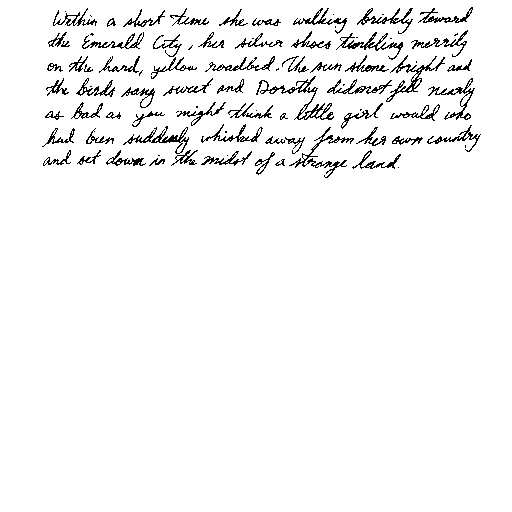 Within a short time she was walking briskly toward
the Emerald City, her silver shoes tinkling merrily
on the hard, yellow roadbed. The sun shone bright and
the birds sang sweet and Dorothy did not fell nearly
as bad as you might think a little girl would who
had been suddenly whisked away from her own country
and set down in the midst of a strange land.